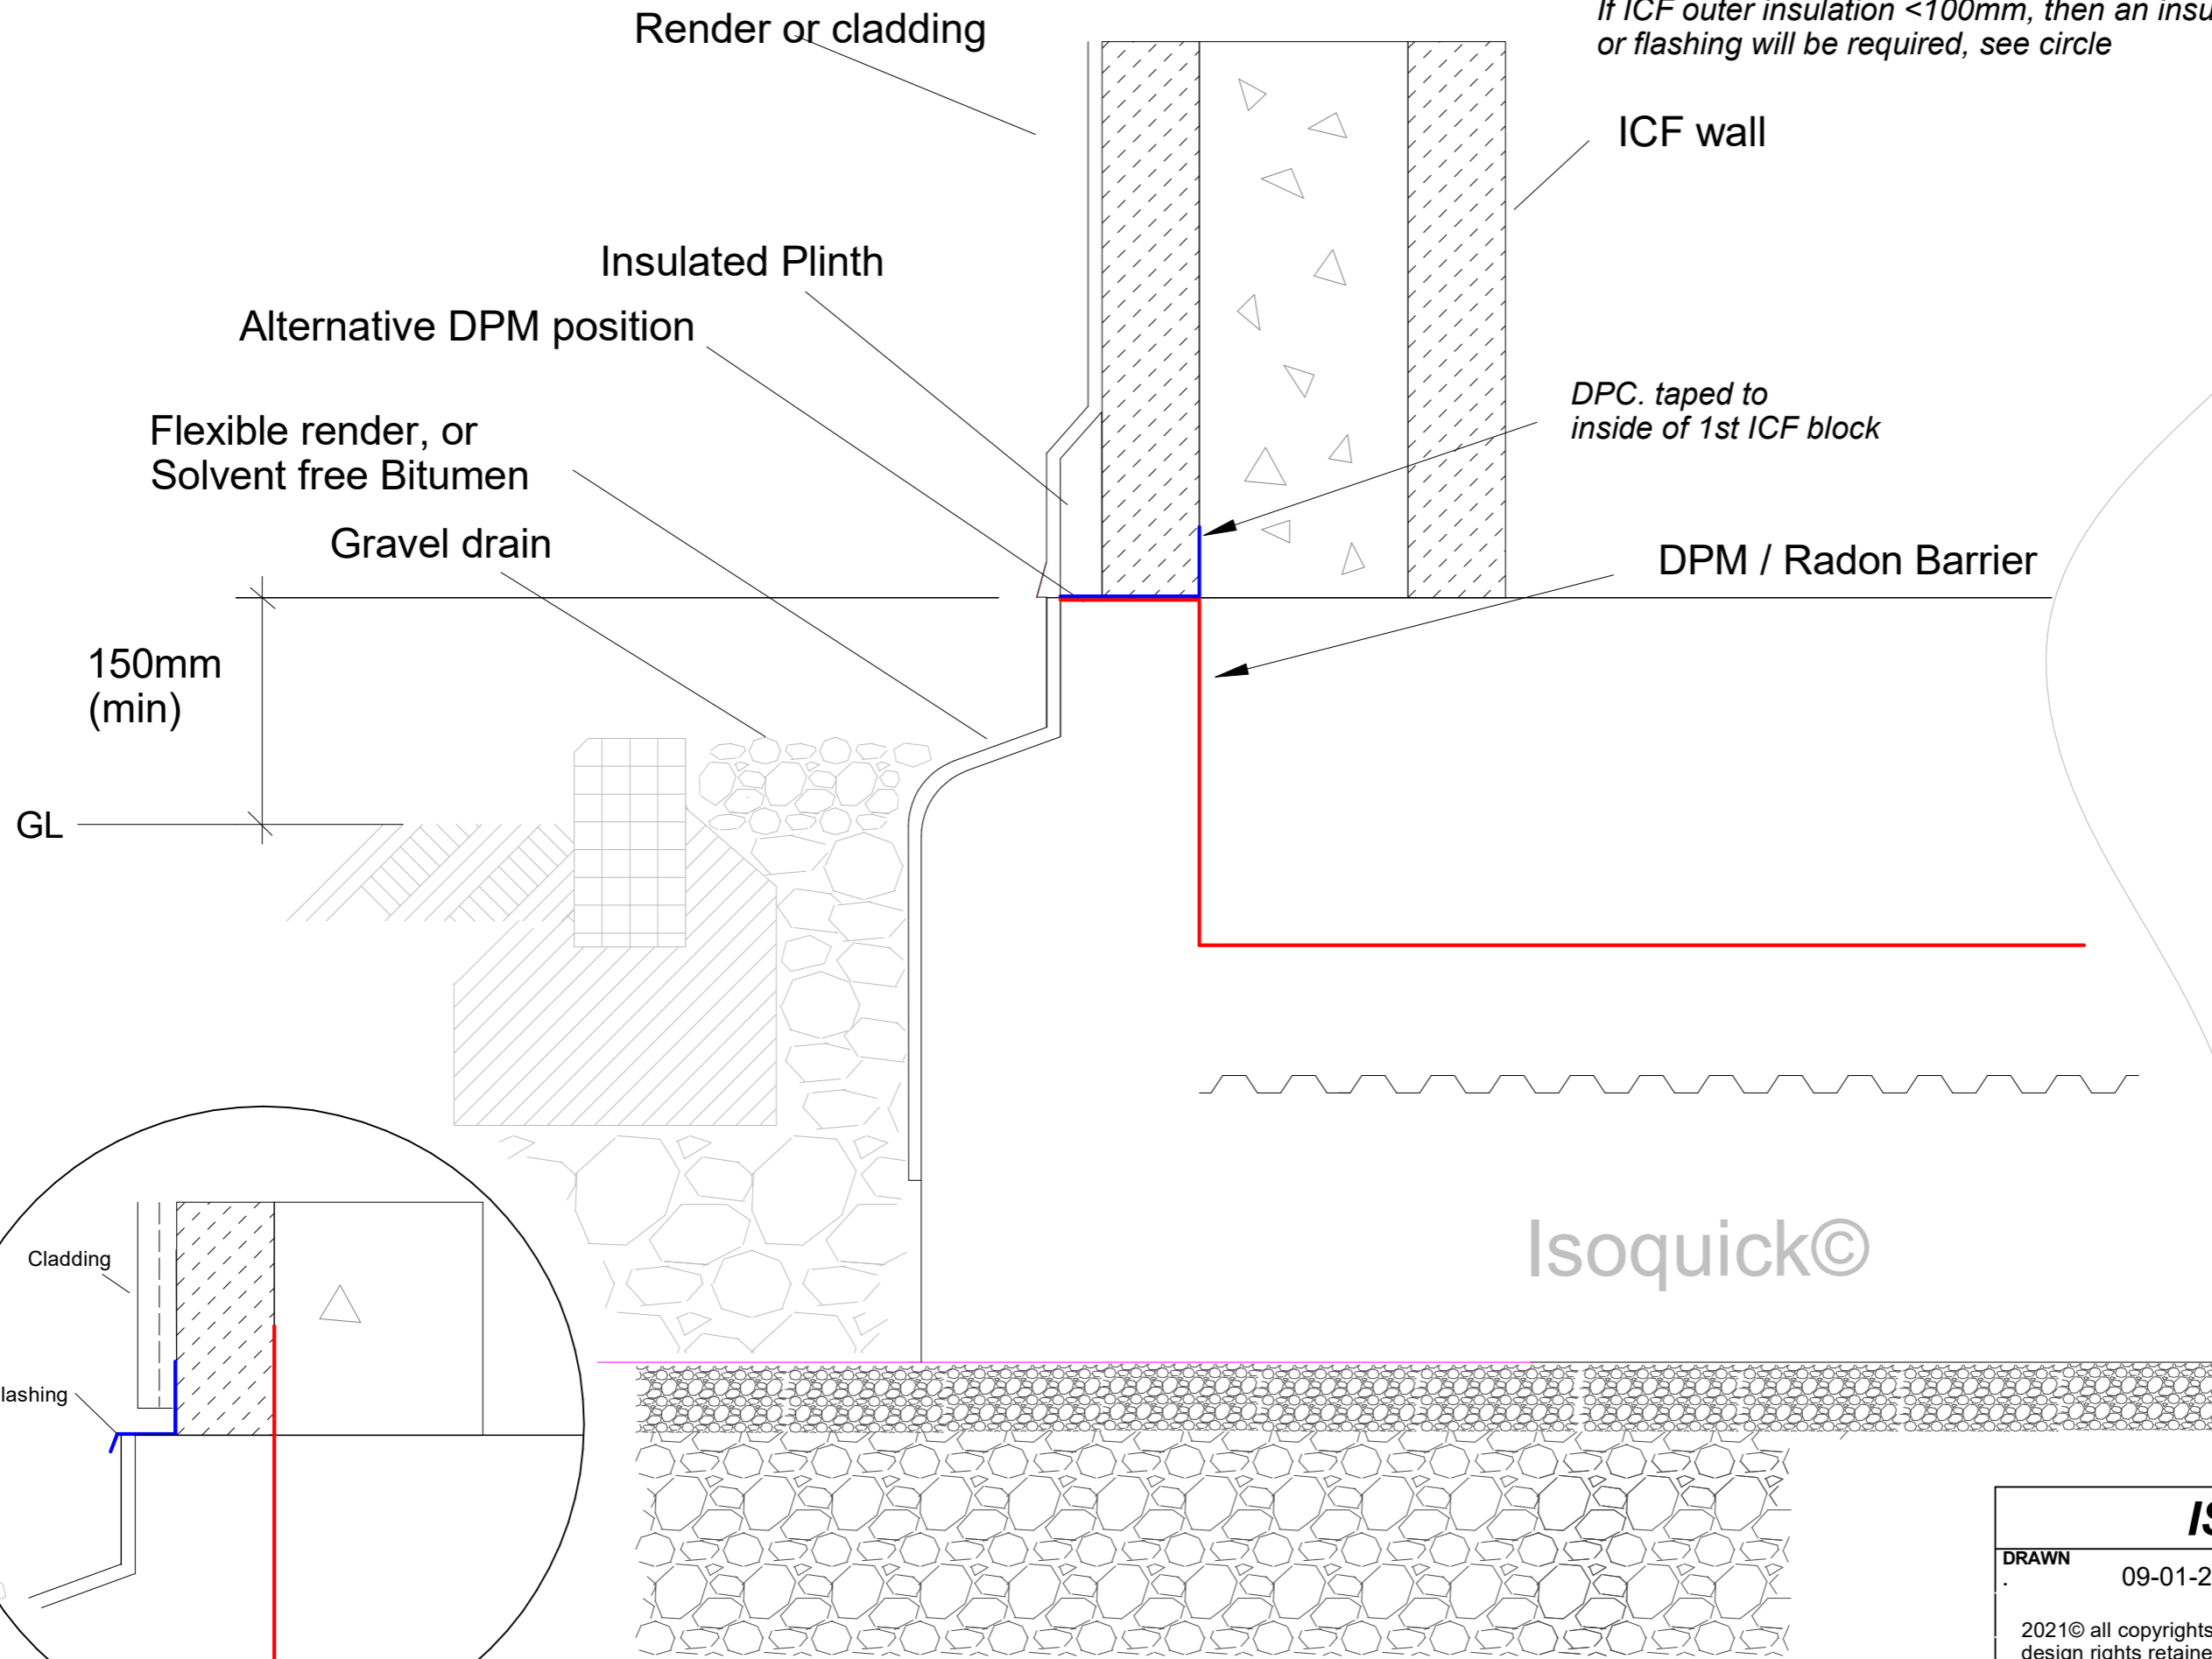 Render or cladding
If ICF outer insulation <100mm, then an
or flashing will be required, see circle
ICF wall
Insulated Plinth
Alternative DPM position
DPC. taped to
inside of 1st ICF block
Flexible render, or
Solvent free Bitumen
Gravel drain
DPM / Radon Barrier
150mm
(min)
GL
Isoquick©
Cladding
DRAWN
.
09-01-2
2021© all copyrights
design rights